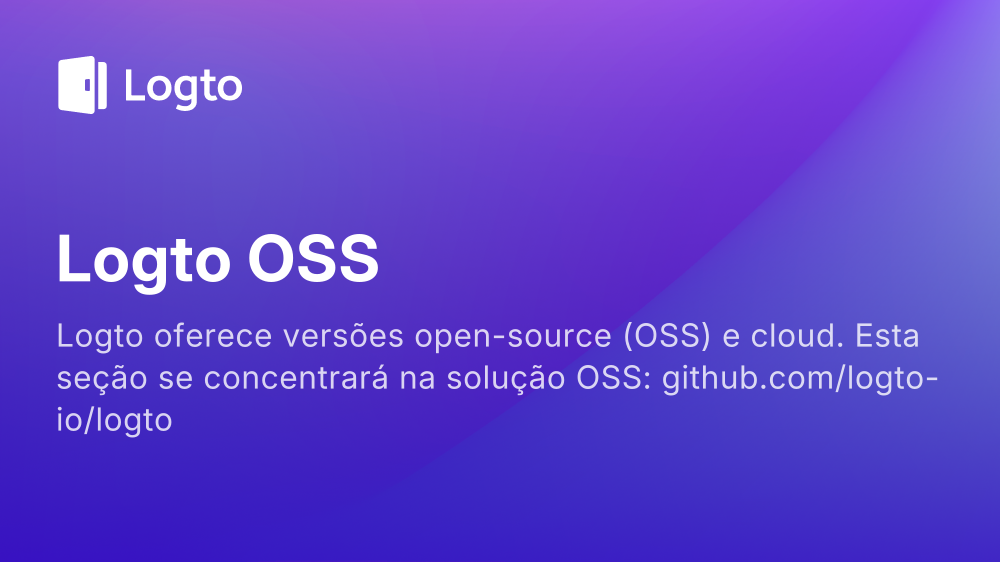 Logto
Logto OSS
Logto oferece versões open-source (OSS) e cloud. Esta
seção se concentrará na solução OSS: github.com/logto-
io/logto